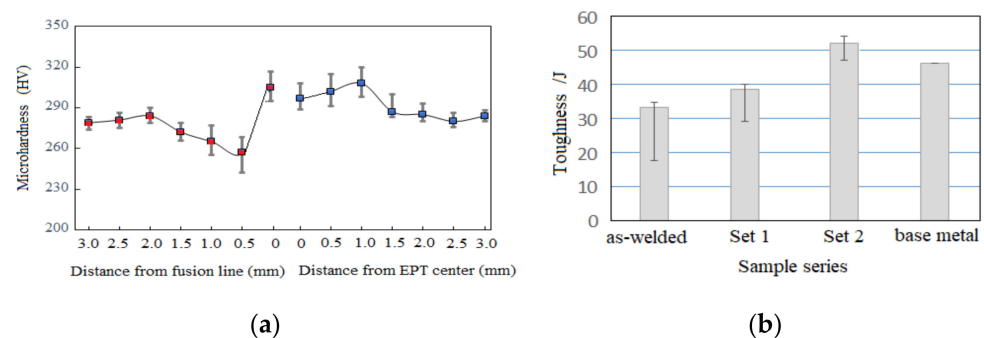 350
320
290
260
230
200
Microhardness (HV)
3.0 2.5 2.0 1.5 1.0 0.5 0 0 0.5 1.0 1.5 2.0 2.5 3.0
Distance from fusion line (mm) Distance from EPT center (mm)
(a)
60
50
40
30
20
10
0
Toughness /J
as-welded Set 1 Set 2 base metal
Sample series
(b)